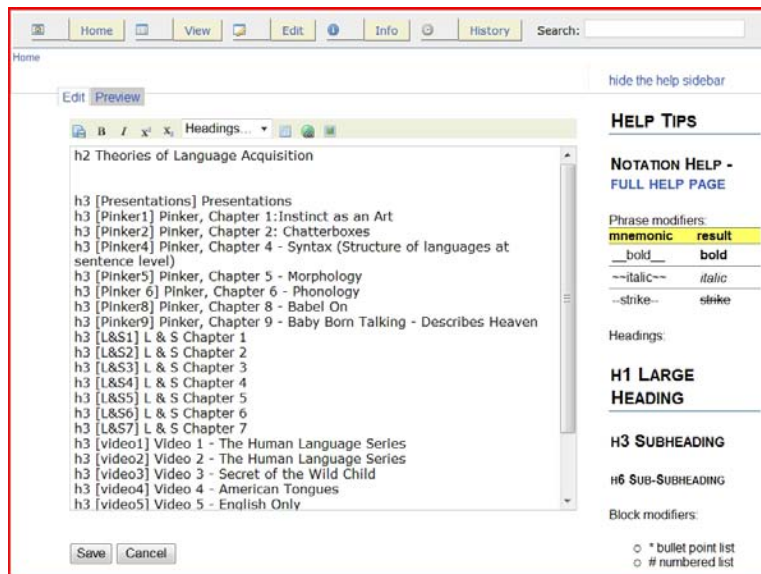 Home View Edit Info History Search:
Home
hide the help sidebar
Edit Preview
B I x² x₂ Headings...
h2 Theories of Language Acquisition
h3 [Presentations] Presentations
h3 [Pinker1] Pinker, Chapter 1:Instinct as an Art
h3 [Pinker2] Pinker, Chapter 2: Chatterboxes
h3 [Pinker4] Pinker, Chapter 4 - Syntax (Structure of languages at
sentence level)
h3 [Pinker5] Pinker, Chapter 5 - Morphology
h3 [Pinker 6] Pinker, Chapter 6 - Phonology
h3 [Pinker8] Pinker, Chapter 8 - Babel On
h3 [Pinker9] Pinker, Chapter 9 - Baby Born Talking - Describes Heaven
h3 [L&S1] L & S Chapter 1
h3 [L&S2] L & S Chapter 2
h3 [L&S3] L & S Chapter 3
h3 [L&S4] L & S Chapter 4
h3 [L&S5] L & S Chapter 5
h3 [L&S6] L & S Chapter 6
h3 [L&S7] L & S Chapter 7
h3 [video1] Video 1 - The Human Language Series
h3 [video2] Video 2 - The Human Language Series
h3 [video3] Video 3 - Secret of the Wild Child
h3 [video4] Video 4 - American Tongues
h3 [video5] Video 5 - English Only
Save Cancel
HELP TIPS
NOTATION HELP -
FULL HELP PAGE
Phrase modifiers:
mnemonic result
__bold__ bold
~~italic~~ italic
--strike-- strike
Headings:
H1 LARGE
HEADING
H3 SUBHEADING
H6 SUB-SUBHEADING
Block modifiers:
* bullet point list
# numbered list